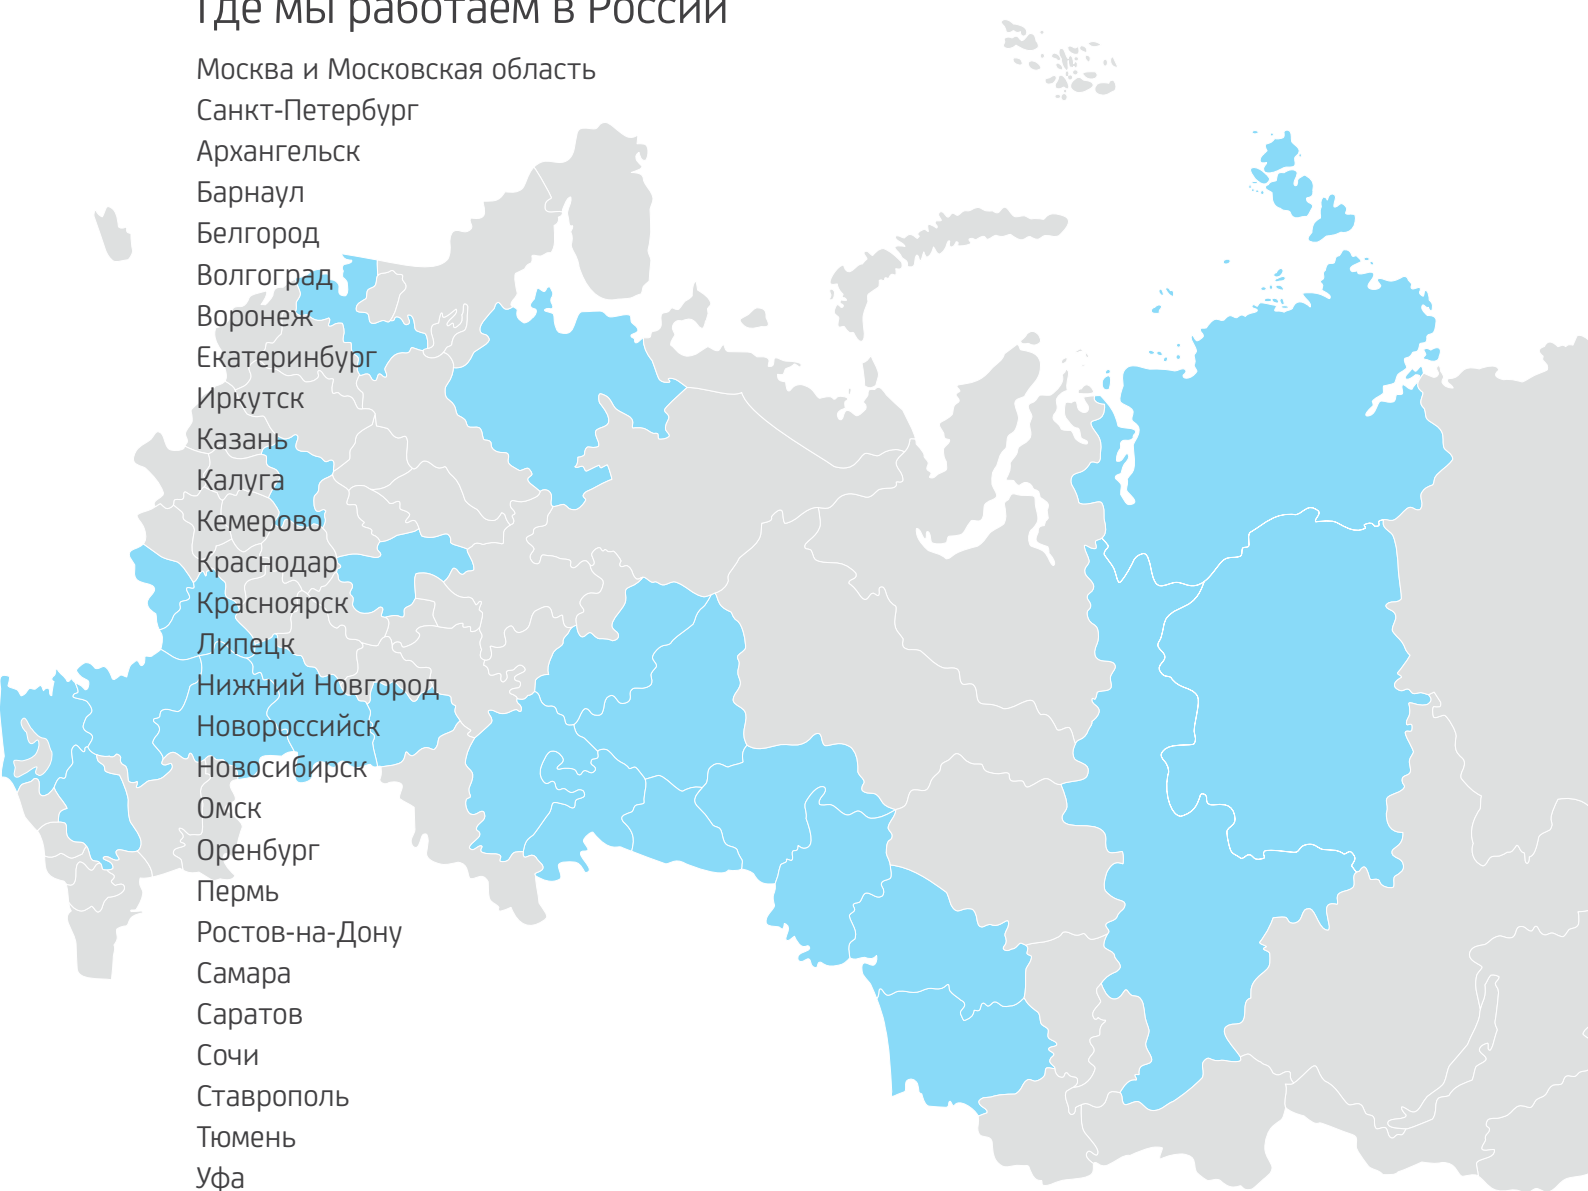 Где мы работаем в России
Москва и Московская область
Санкт-Петербург
Архангельск
Барнаул
Белгород
Волгоград
Воронеж
Екатеринбург
Иркутск
Казань
Калуга
Кемерово
Краснодар
Красноярск
Липецк
Нижний Новгород
Новороссийск
Новосибирск
Омск
Оренбург
Пермь
Ростов-на-Дону
Самара
Саратов
Сочи
Ставрополь
Тюмень
Уфа